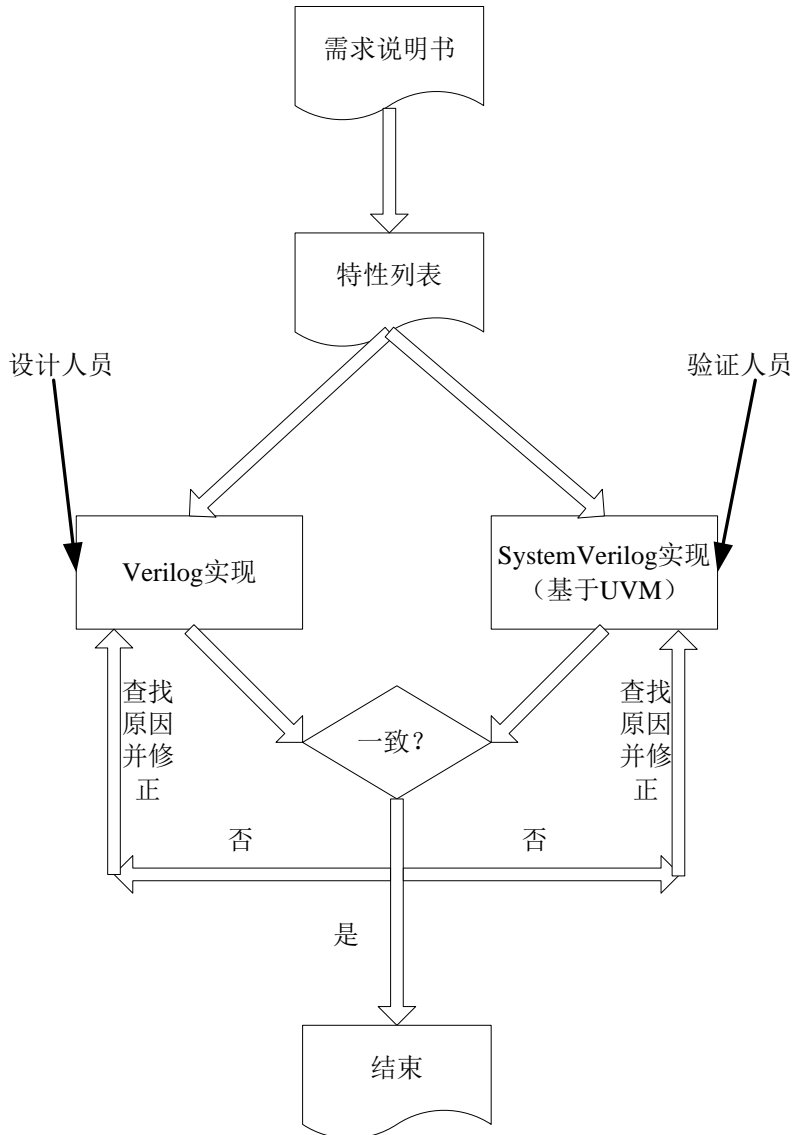 需求说明书
特性列表
设计人员
验证人员
Verilog实现
SystemVerilog实现
（基于UVM）
查找
原因
并修
正
一致？
查找
原因
并修
正
否
否
是
结束